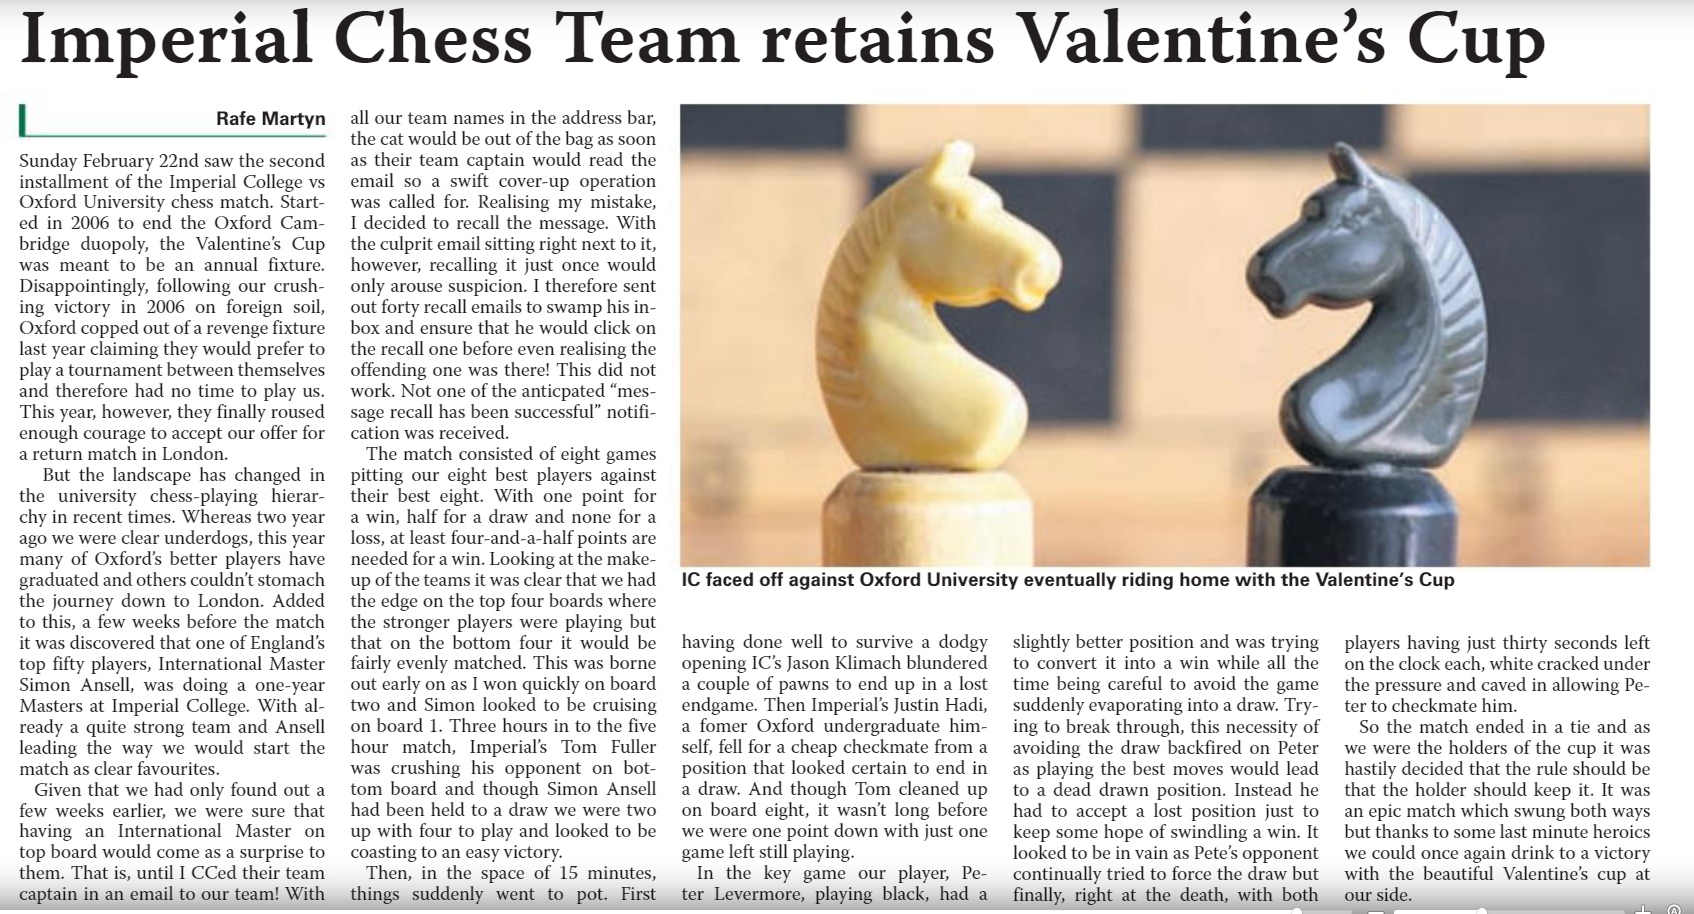 Imperial Chess Team retains Valentine's Cup
Rafe Martyn
Sunday February 22nd saw the second
installment of the Imperial College vs
Oxford University chess match. Start-
ed in 2006 to end the Oxford Cam-
bridge duopoly, the Valentine's Cup
was meant to be an annual fixture.
Disappointingly, following our crush-
ing victory in 2006 on foreign soil,
Oxford copped out of a revenge fixture
last year claiming they would prefer to
play a tournament between themselves
and therefore had no time to play us.
This year, however, they finally roused
enough courage to accept our offer for
a return match in London.
But the landscape has changed in
the university chess-playing hierar-
chy in recent times. Whereas two year
ago we were clear underdogs, this year
many of Oxford's better players have
graduated and others couldn't stomach
the journey down to London. Added
to this, a few weeks before the match
it was discovered that one of England's
top fifty players, International Master
Simon Ansell, was doing a one-year
Masters at Imperial College. With al-
ready a quite strong team and Ansell
leading the way we would start the
match as clear favourites.
Given that we had only found out a
few weeks earlier, we were sure that
having an International Master on
top board would come as a surprise to
them. That is, until I CCed their team
captain in an email to our team! With
all our team names in the address bar,
the cat would be out of the bag as soon
as their team captain would read the
email so a swift cover-up operation
was called for. Realising my mistake,
I decided to recall the message. With
the culprit email sitting right next to it,
however, recalling it just once would
only arouse suspicion. I therefore sent
out forty recall emails to swamp his in-
box and ensure that he would click on
the recall one before even realising the
offending one was there! This did not
work. Not one of the anticpated "mes-
sage recall has been successful" notifi-
cation was received.
The match consisted of eight games
pitting our eight best players against
their best eight. With one point for
a win, half for a draw and none for a
loss, at least four-and-a-half points are
needed for a win. Looking at the make-
up of the teams it was clear that we had
the edge on the top four boards where
the stronger players were playing but
that on the bottom four it would be
fairly evenly matched. This was borne
out early on as I won quickly on board
two and Simon looked to be cruising
on board 1. Three hours in to the five
hour match, Imperial's Tom Fuller
was crushing his opponent on bot-
tom board and though Simon Ansell
had been held to a draw we were two
up with four to play and looked to be
coasting to an easy victory.
Then, in the space of 15 minutes,
things suddenly went to pot. First
IC faced off against Oxford University eventually riding home with the Valentine's Cup
having done well to survive a dodgy
opening IC's Jason Klimach blundered
a couple of pawns to end up in a lost
endgame. Then Imperial's Justin Hadi,
a fomer Oxford undergraduate him-
self, fell for a cheap checkmate from a
position that looked certain to end in
a draw. And though Tom cleaned up
on board eight, it wasn't long before
we were one point down with just one
game left still playing.
In the key game our player, Pe-
ter Levermore, playing black, had a
slightly better position and was trying
to convert it into a win while all the
time being careful to avoid the game
suddenly evaporating into a draw. Try-
ing to break through, this necessity of
avoiding the draw backfired on Peter
as playing the best moves would lead
to a dead drawn position. Instead he
had to accept a lost position just to
keep some hope of swindling a win. It
looked to be in vain as Pete's opponent
continually tried to force the draw but
finally, right at the death, with both
players having just thirty seconds left
on the clock each, white cracked under
the pressure and caved in allowing Pe-
ter to checkmate him.
So the match ended in a tie and as
we were the holders of the cup it was
hastily decided that the rule should be
that the holder should keep it. It was
an epic match which swung both ways
but thanks to some last minute heroics
we could once again drink to a victory
with the beautiful Valentine's cup at
our side.